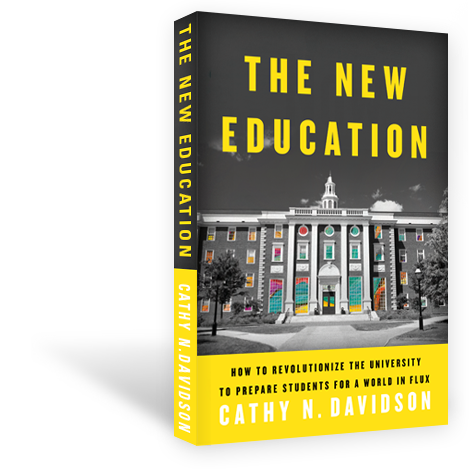 THE NEW EDUCATION
CATHY N. DAVIDSON
THE NEW
EDUCATION
HOW TO REVOLUTIONIZE THE UNIVERSITY
TO PREPARE STUDENTS FOR A WORLD IN FLUX
CATHY N. DAVIDSON